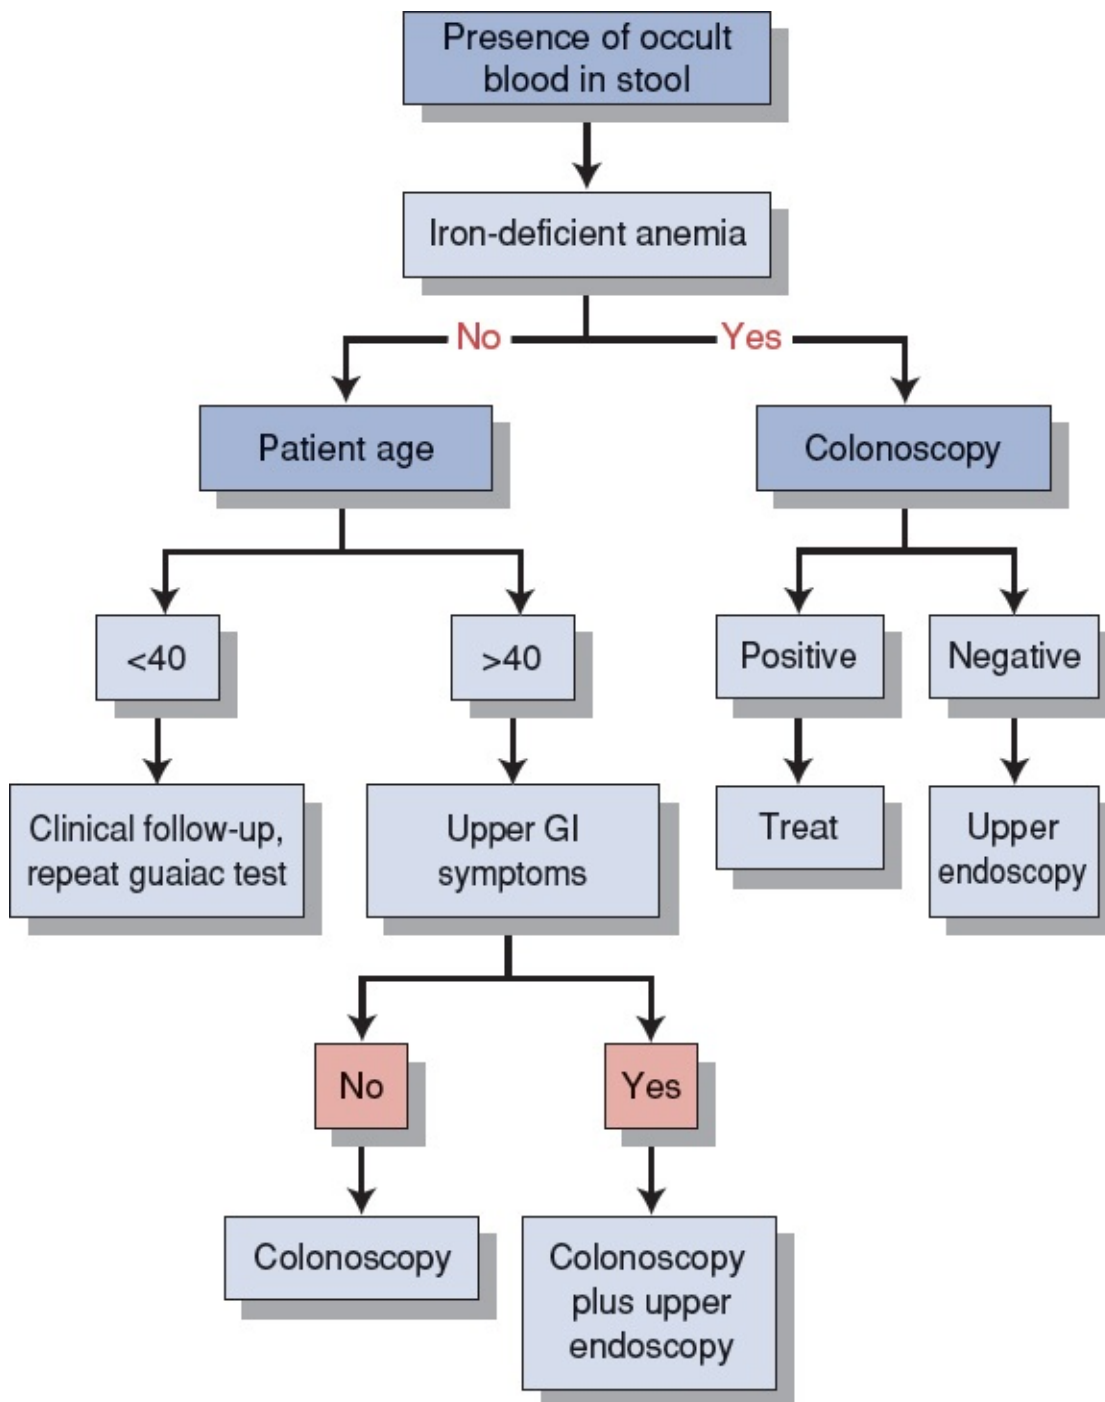 Presence of occult
blood in stool
Iron-deficient anemia
No
Yes
Patient age
Colonoscopy
<40
>40
Positive
Negative
Clinical follow-up,
repeat guaiac test
Upper GI
symptoms
Treat
Upper
endoscopy
No
Yes
Colonoscopy
Colonoscopy
plus upper
endoscopy